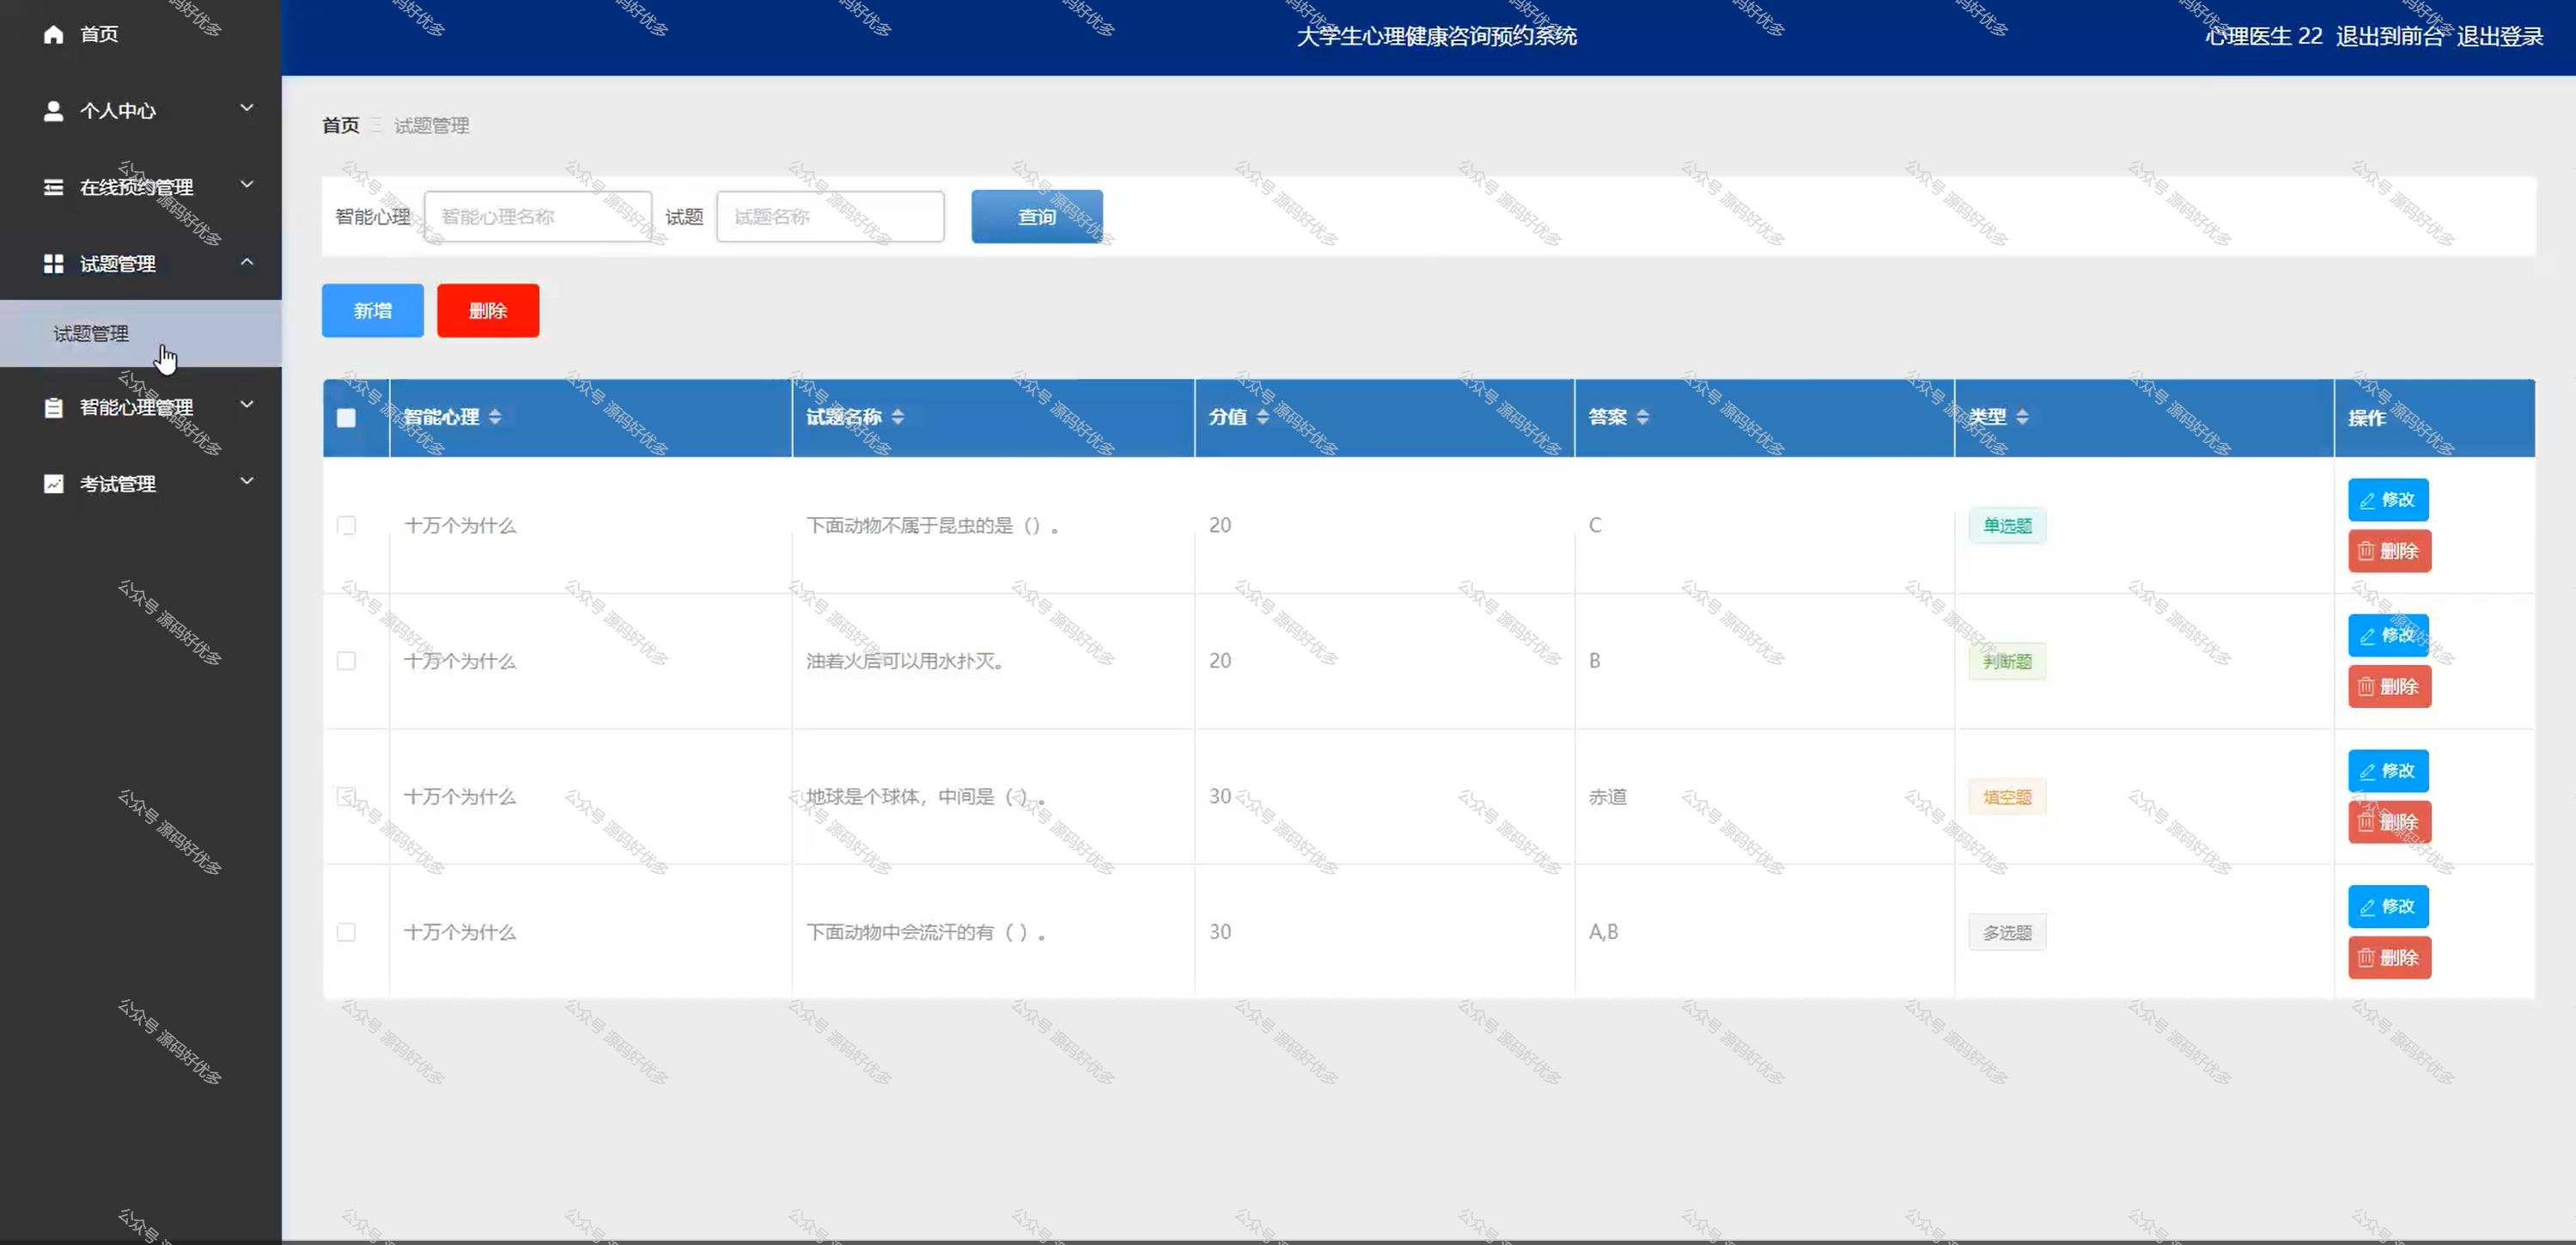 首页
大学生心理健康咨询预约系统
心理医生 22 退出到前台 退出登录
个人中心
首页 试题管理
在线预约管理
智能心理 智能心理名称 试题 试题名称 查询
试题管理
新增 删除
试题管理
智能心理管理
考试管理
智能心理 试题名称 分值 答案 类型 操作
十万个为什么 下面动物不属于昆虫的是（）。 20 C 单选题 修改 删除
十万个为什么 油着火后可以用水扑灭。 20 B 判断题 修改 删除
十万个为什么 地球是个球体，中间是（ ）。 30 赤道 填空题 修改 删除
十万个为什么 下面动物中会流汗的有（ ）。 30 A,B 多选题 修改 删除
公众号 源码好优多